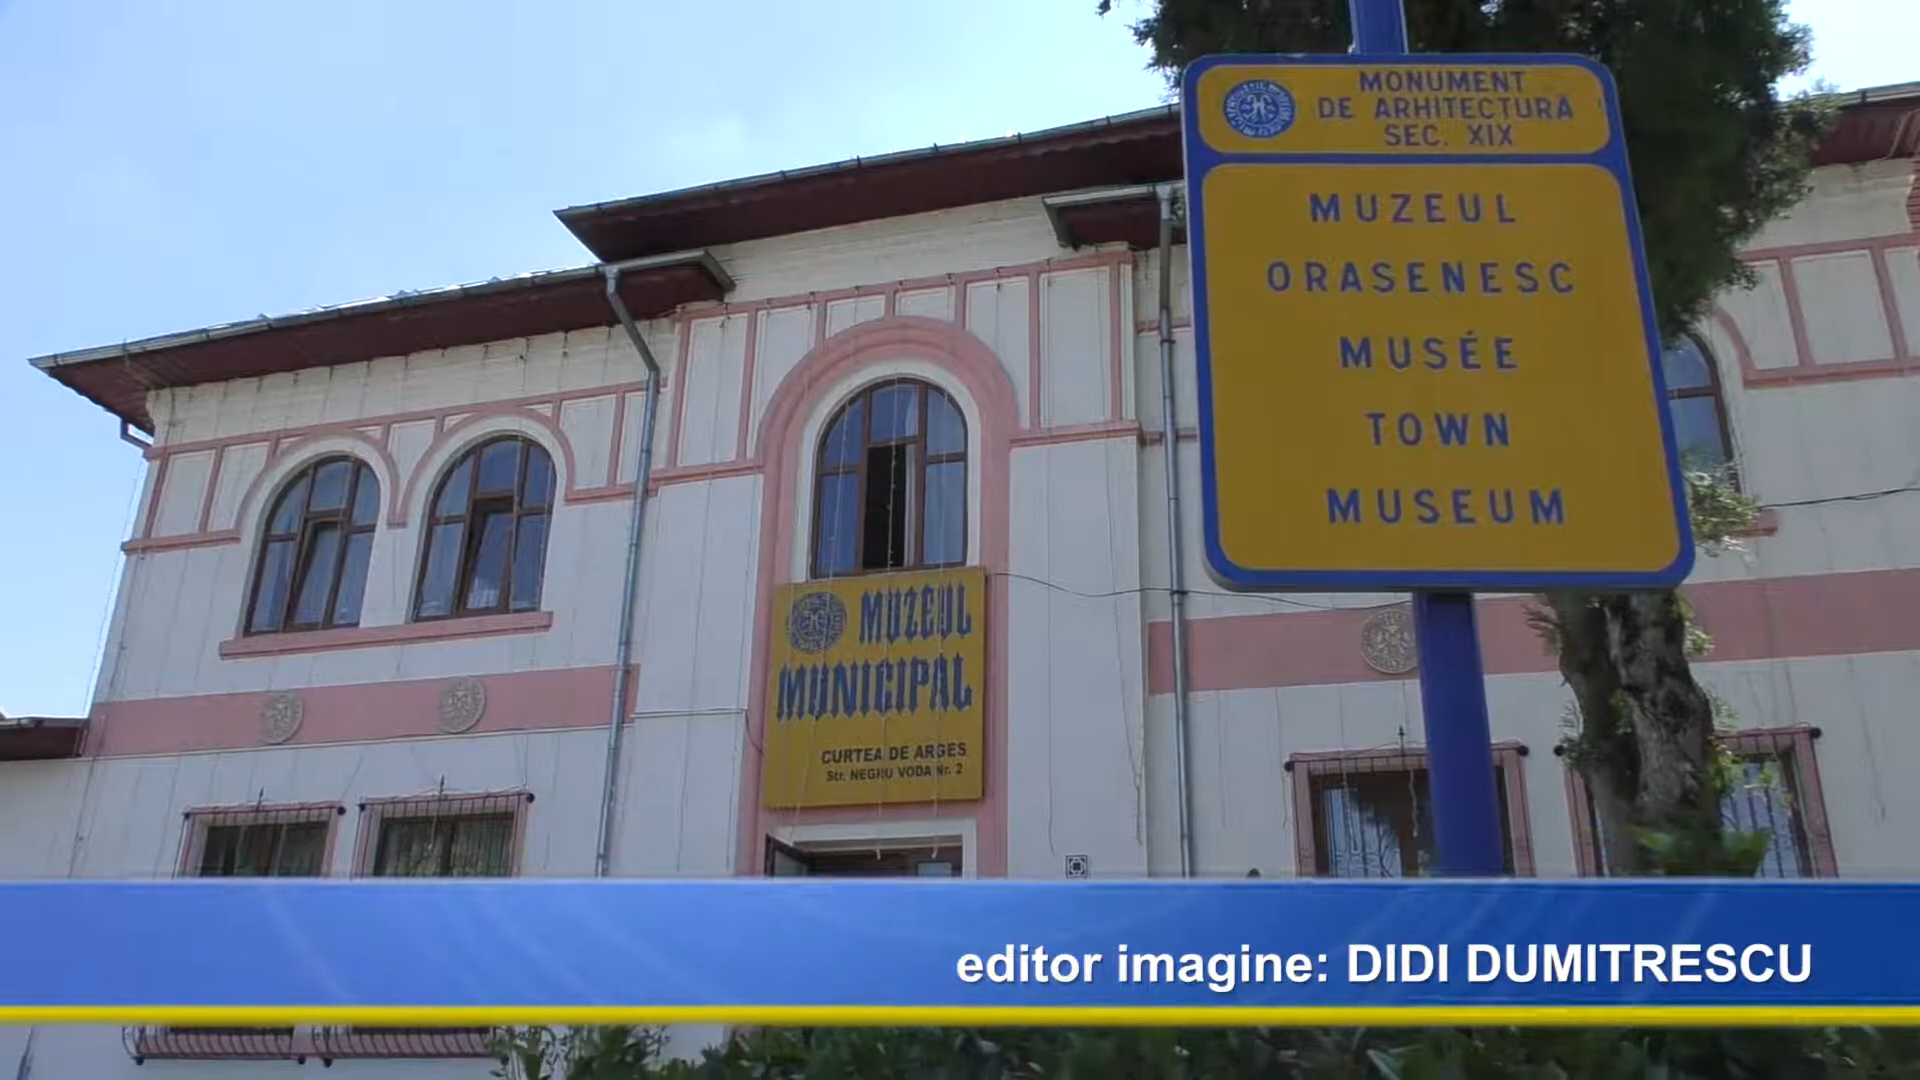 MONUMENT
DE ARHITECTURĂ
SEC. XIX
MUZEUL
ORASENESC
MUSÉE
TOWN
MUSEUM
MUZEUL
MUNICIPAL
CURTEA DE ARGES
Str. NEGRU VODA Nr. 2
editor imagine: DIDI DUMITRESCU